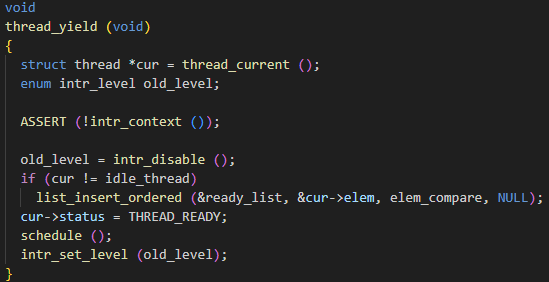 void
thread_yield (void)
{
  struct thread *cur = thread_current ();
  enum intr_level old_level;

  ASSERT (!intr_context ());

  old_level = intr_disable ();
  if (cur != idle_thread)
    list_insert_ordered (&ready_list, &cur->elem, elem_compare, NULL);
  cur->status = THREAD_READY;
  schedule ();
  intr_set_level (old_level);
}